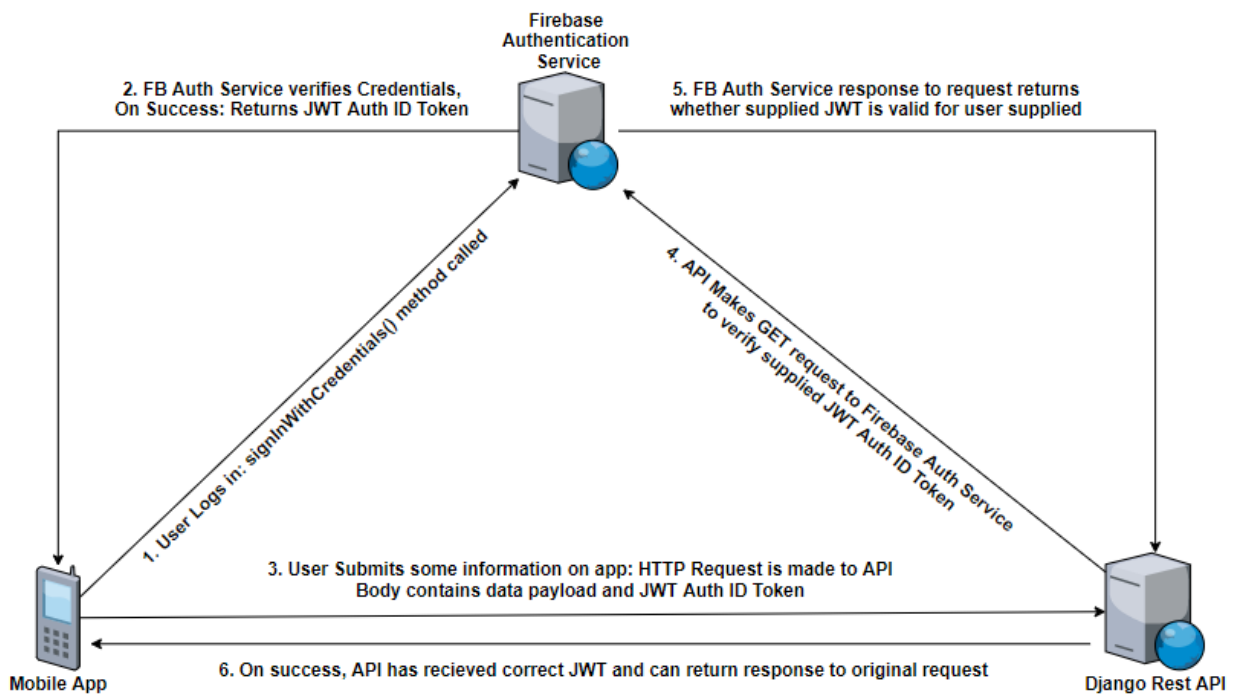 Firebase
Authentication
Service
2. FB Auth Service verifies Credentials,
On Success: Returns JWT Auth ID Token
5. FB Auth Service response to request returns
whether supplied JWT is valid for user supplied
1. User Logs in: signInWithCredentials() method called
4. API Makes GET request to Firebase Auth Service
to verify supplied JWT Auth ID Token
3. User Submits some information on app: HTTP Request is made to API
Body contains data payload and JWT Auth ID Token
6. On success, API has recieved correct JWT and can return response to original request
Mobile App
Django Rest API